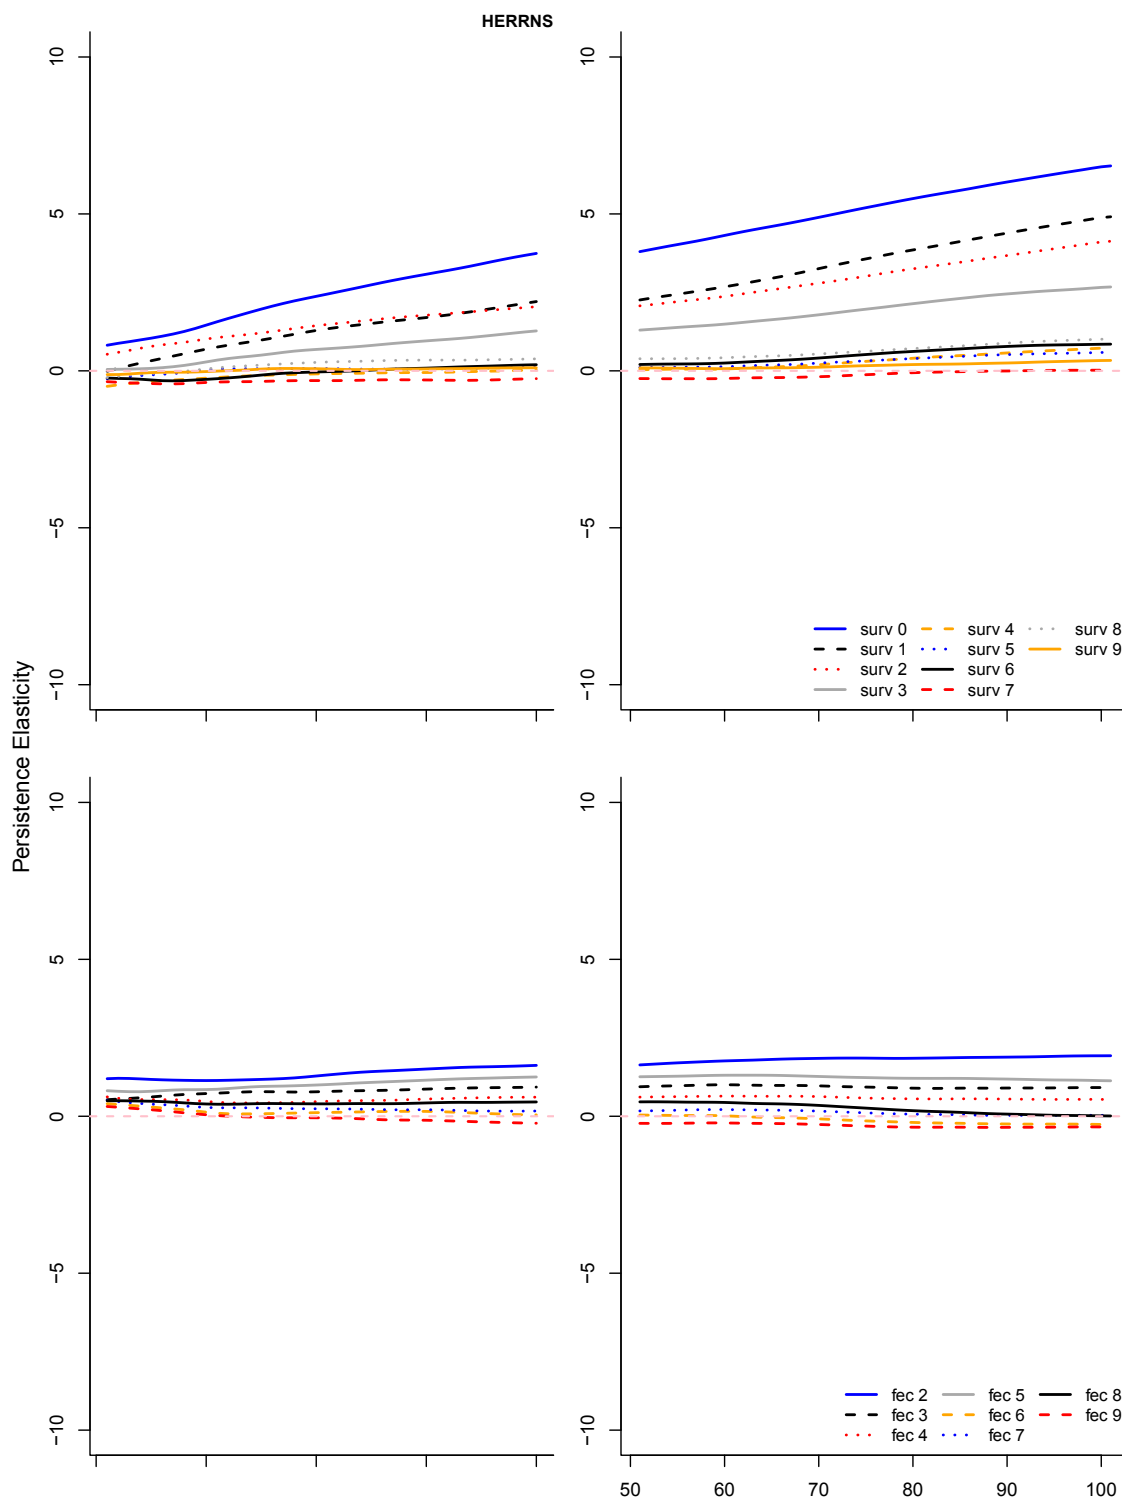 HERRNS
Persistence Elasticity
10
5
0
−5
−10
10
5
0
−5
−10
surv 0 surv 4 surv 8
surv 1 surv 5 surv 9
surv 2 surv 6
surv 3 surv 7
10
5
0
−5
−10
10
5
0
−5
−10
fec 2 fec 5 fec 8
fec 3 fec 6 fec 9
fec 4 fec 7
50 60 70 80 90 100